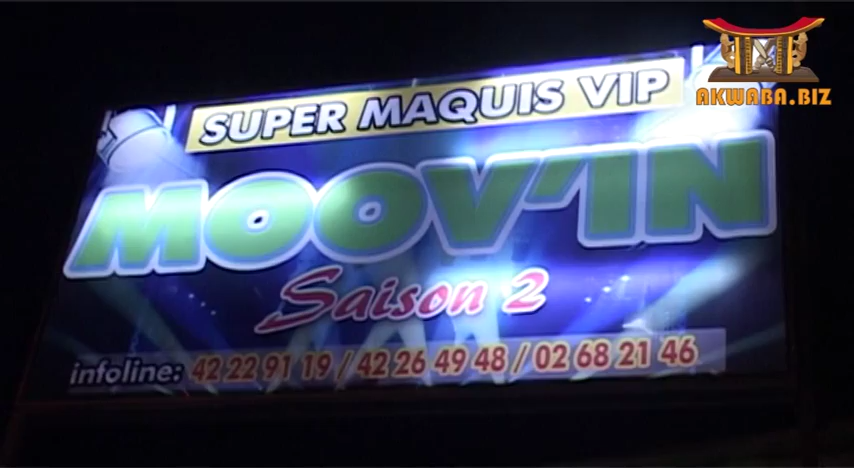 AKWABA.BIZ
SUPER MAQUIS VIP
MOOV'IN
Saison 2
infoline: 42 22 91 19 / 42 26 49 48 / 02 68 21 46